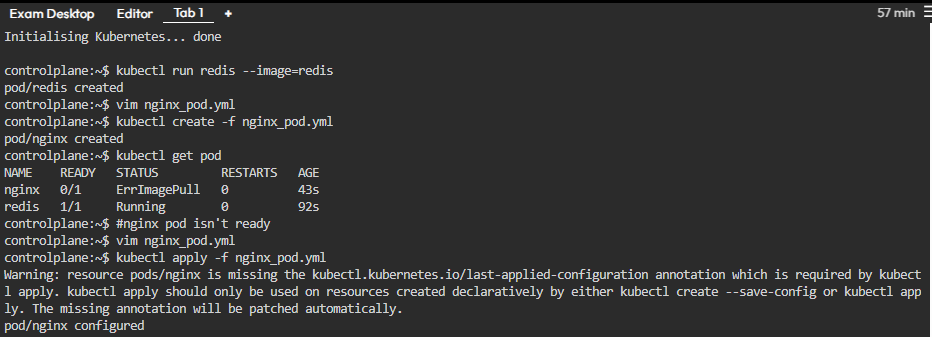 Exam Desktop Editor Tab 1 + 57 min
Initialising Kubernetes... done
controlplane:~$ kubectl run redis --image=redis
pod/redis created
controlplane:~$ vim nginx_pod.yml
controlplane:~$ kubectl create -f nginx_pod.yml
pod/nginx created
controlplane:~$ kubectl get pod
NAME READY STATUS RESTARTS AGE
nginx 0/1 ErrImagePull 0 43s
redis 1/1 Running 0 92s
controlplane:~$ #nginx pod isn't ready
controlplane:~$ vim nginx_pod.yml
controlplane:~$ kubectl apply -f nginx_pod.yml
Warning: resource pods/nginx is missing the kubectl.kubernetes.io/last-applied-configuration annotation which is required by kubect
l apply. kubectl apply should only be used on resources created declaratively by either kubectl create --save-config or kubectl app
ly. The missing annotation will be patched automatically.
pod/nginx configured